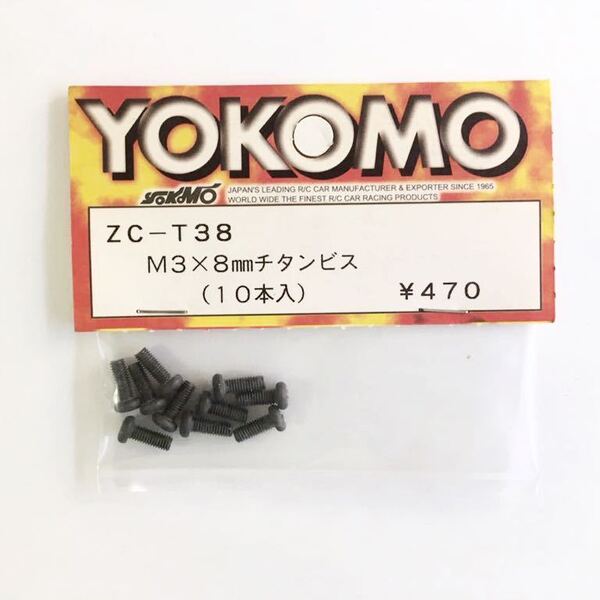 YOKOMO
YOKOMO JAPAN'S LEADING R/C CAR MANUFACTURER & EXPORTER SINCE 1965
WORLD WIDE THE FINEST R/C CAR RACING PRODUCTS
ZC-T38
M3×8㎜チタンビス
(10本入) ¥470